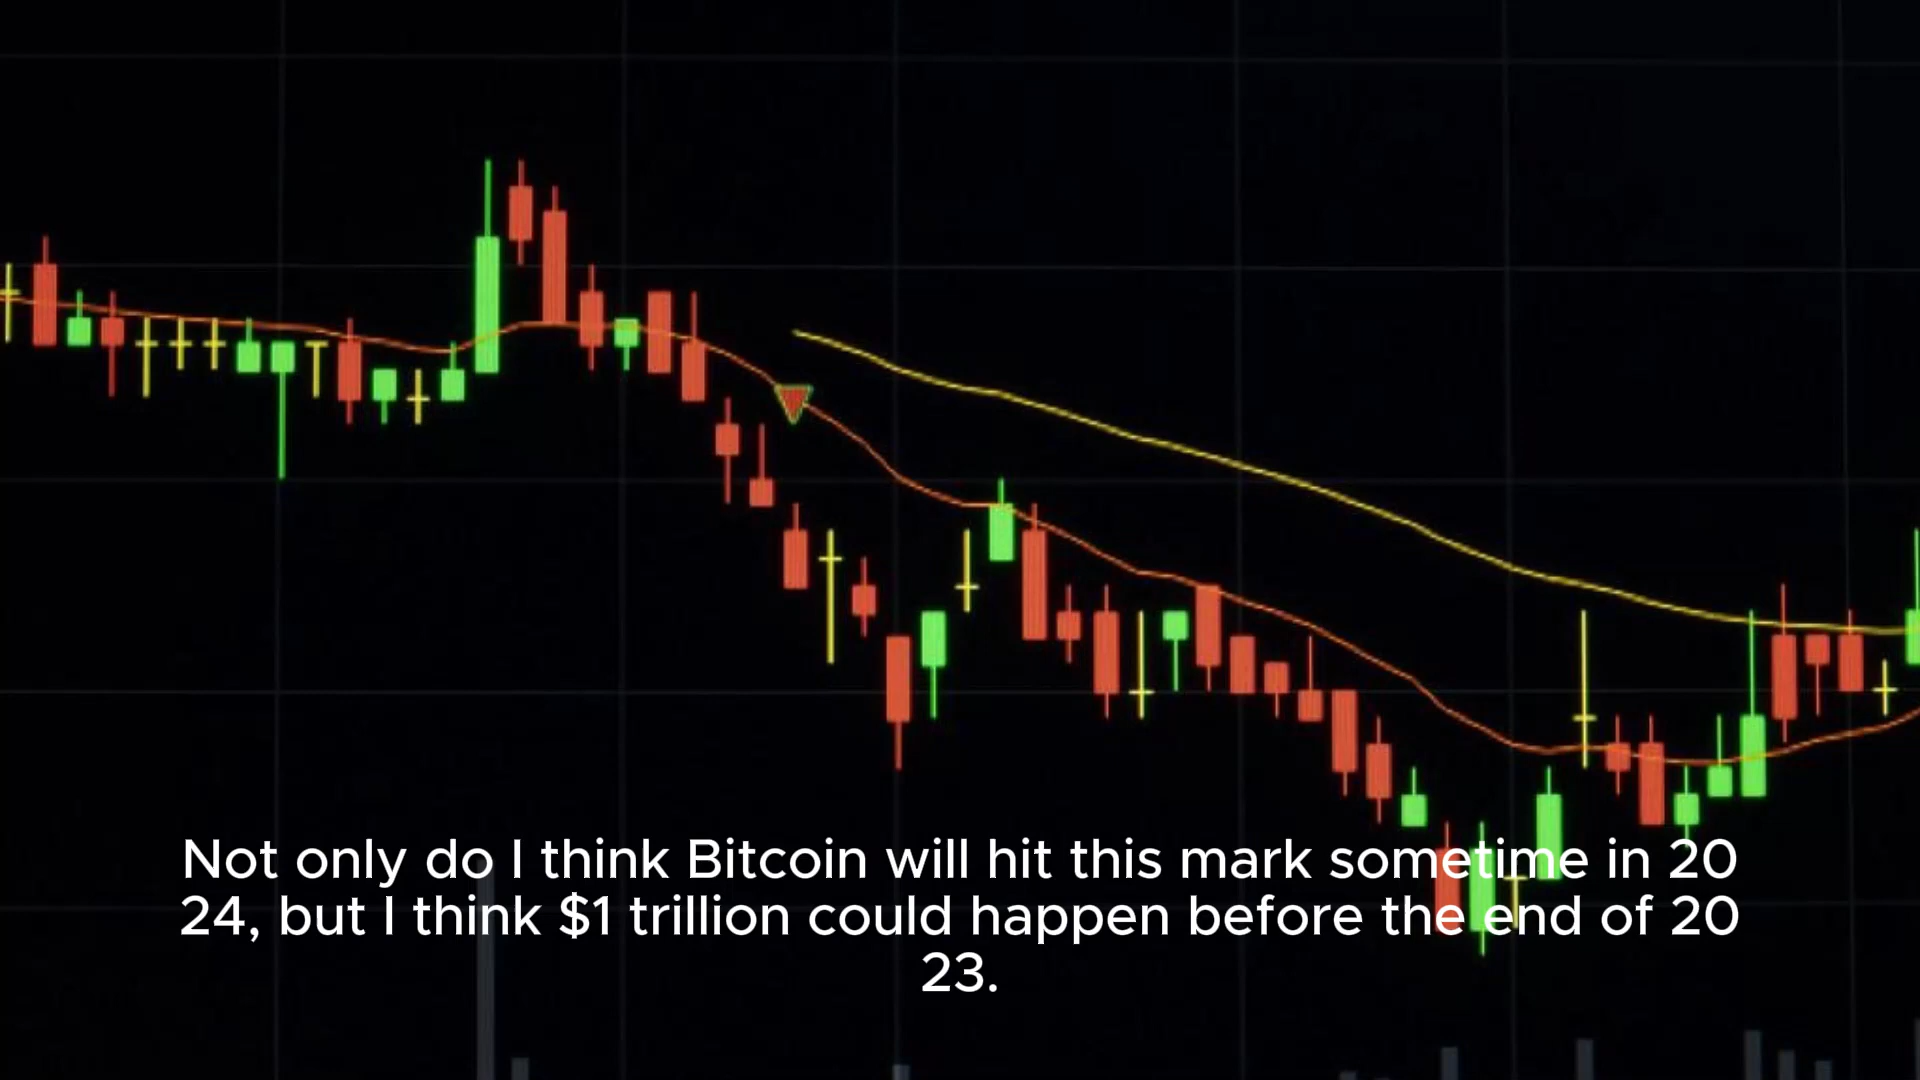 Not only do I think Bitcoin will hit this mark sometime in 20
24, but I think $1 trillion could happen before the end of 20
23.